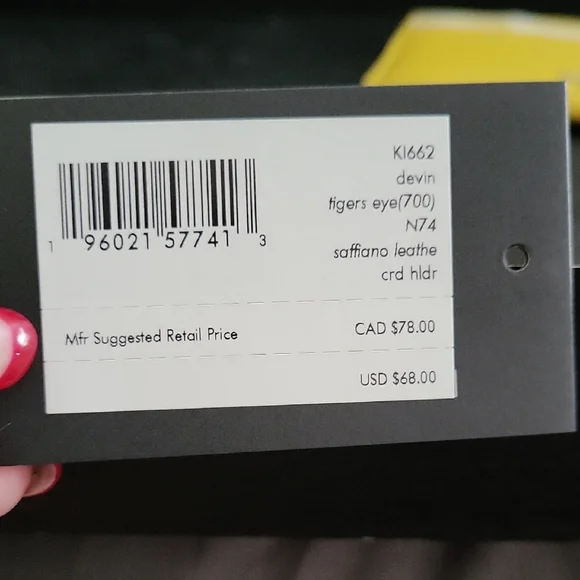 KI662
devin
tigers eye(700)
N74
saffiano leathe
crd hldr
1 96021 57741 3
Mfr Suggested Retail Price CAD $78.00
USD $68.00